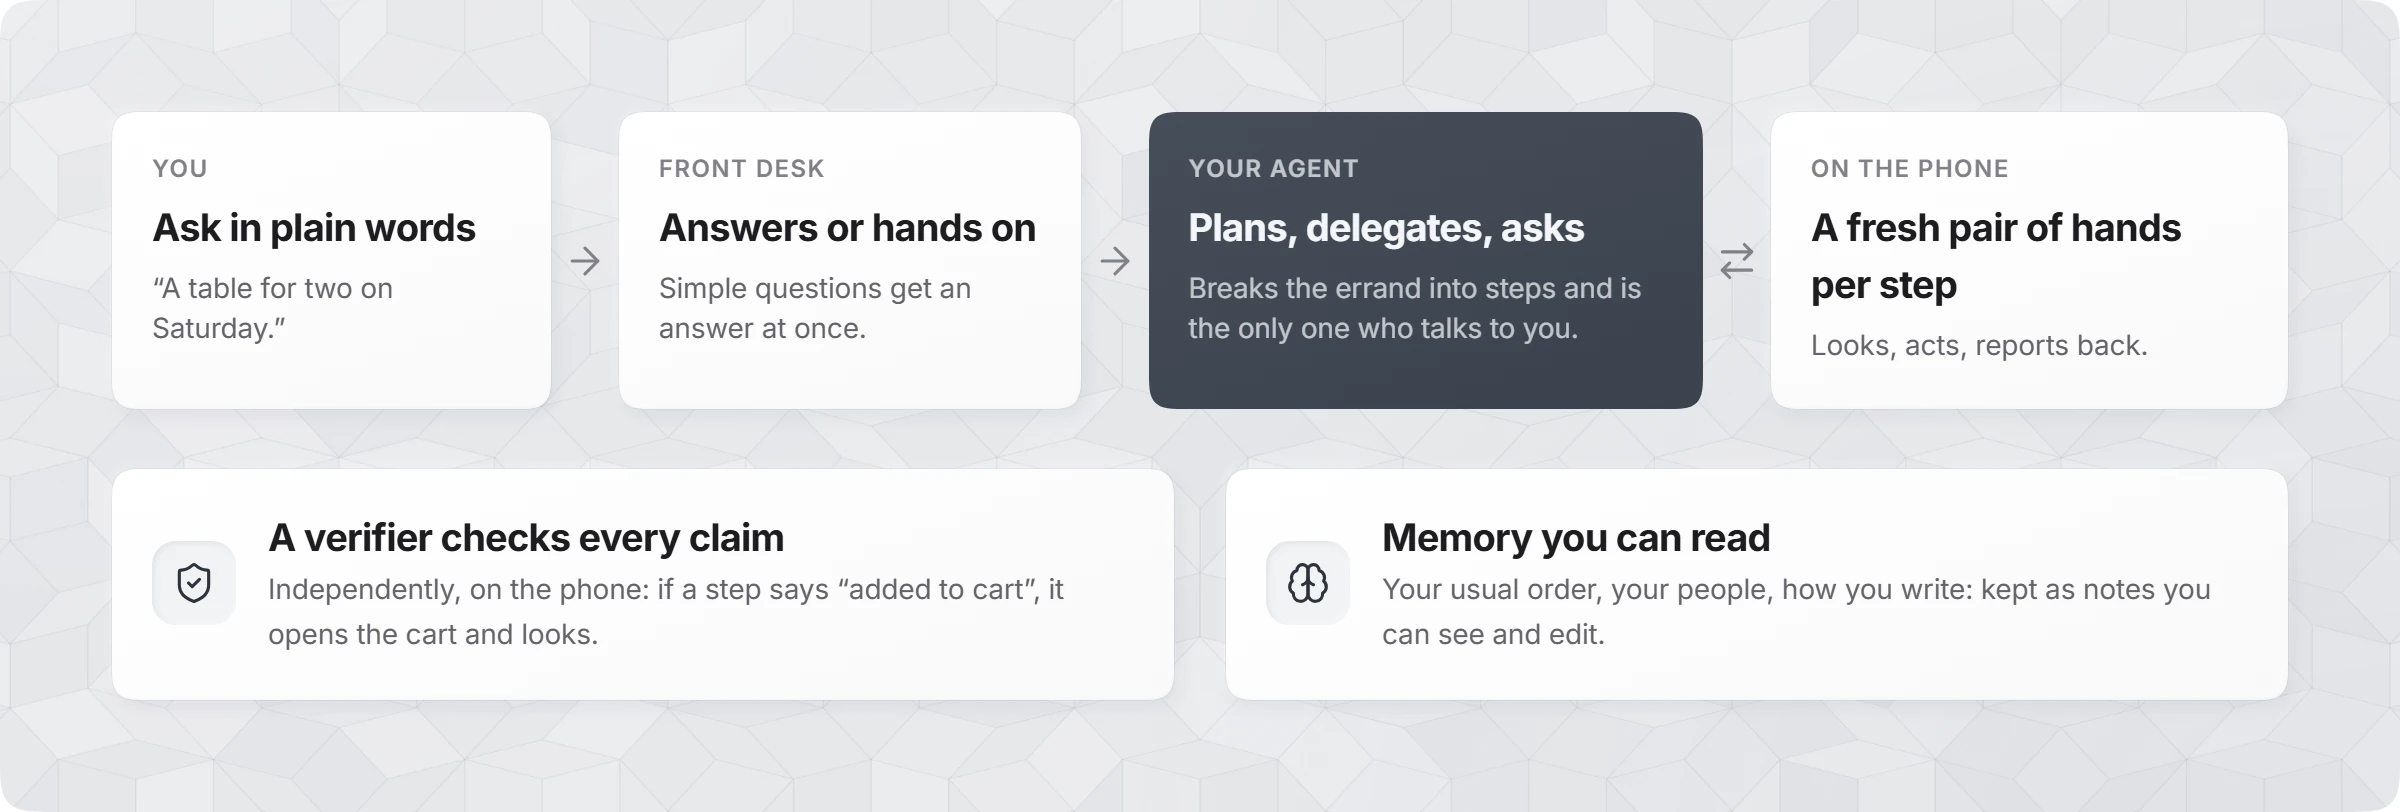 YOU
Ask in plain words
“A table for two on
Saturday.”
FRONT DESK
Answers or hands on
Simple questions get an
answer at once.
YOUR AGENT
Plans, delegates, asks
Breaks the errand into steps and is
the only one who talks to you.
ON THE PHONE
A fresh pair of hands
per step
Looks, acts, reports back.
A verifier checks every claim
Independently, on the phone: if a step says “added to cart”, it
opens the cart and looks.
Memory you can read
Your usual order, your people, how you write: kept as notes you
can see and edit.